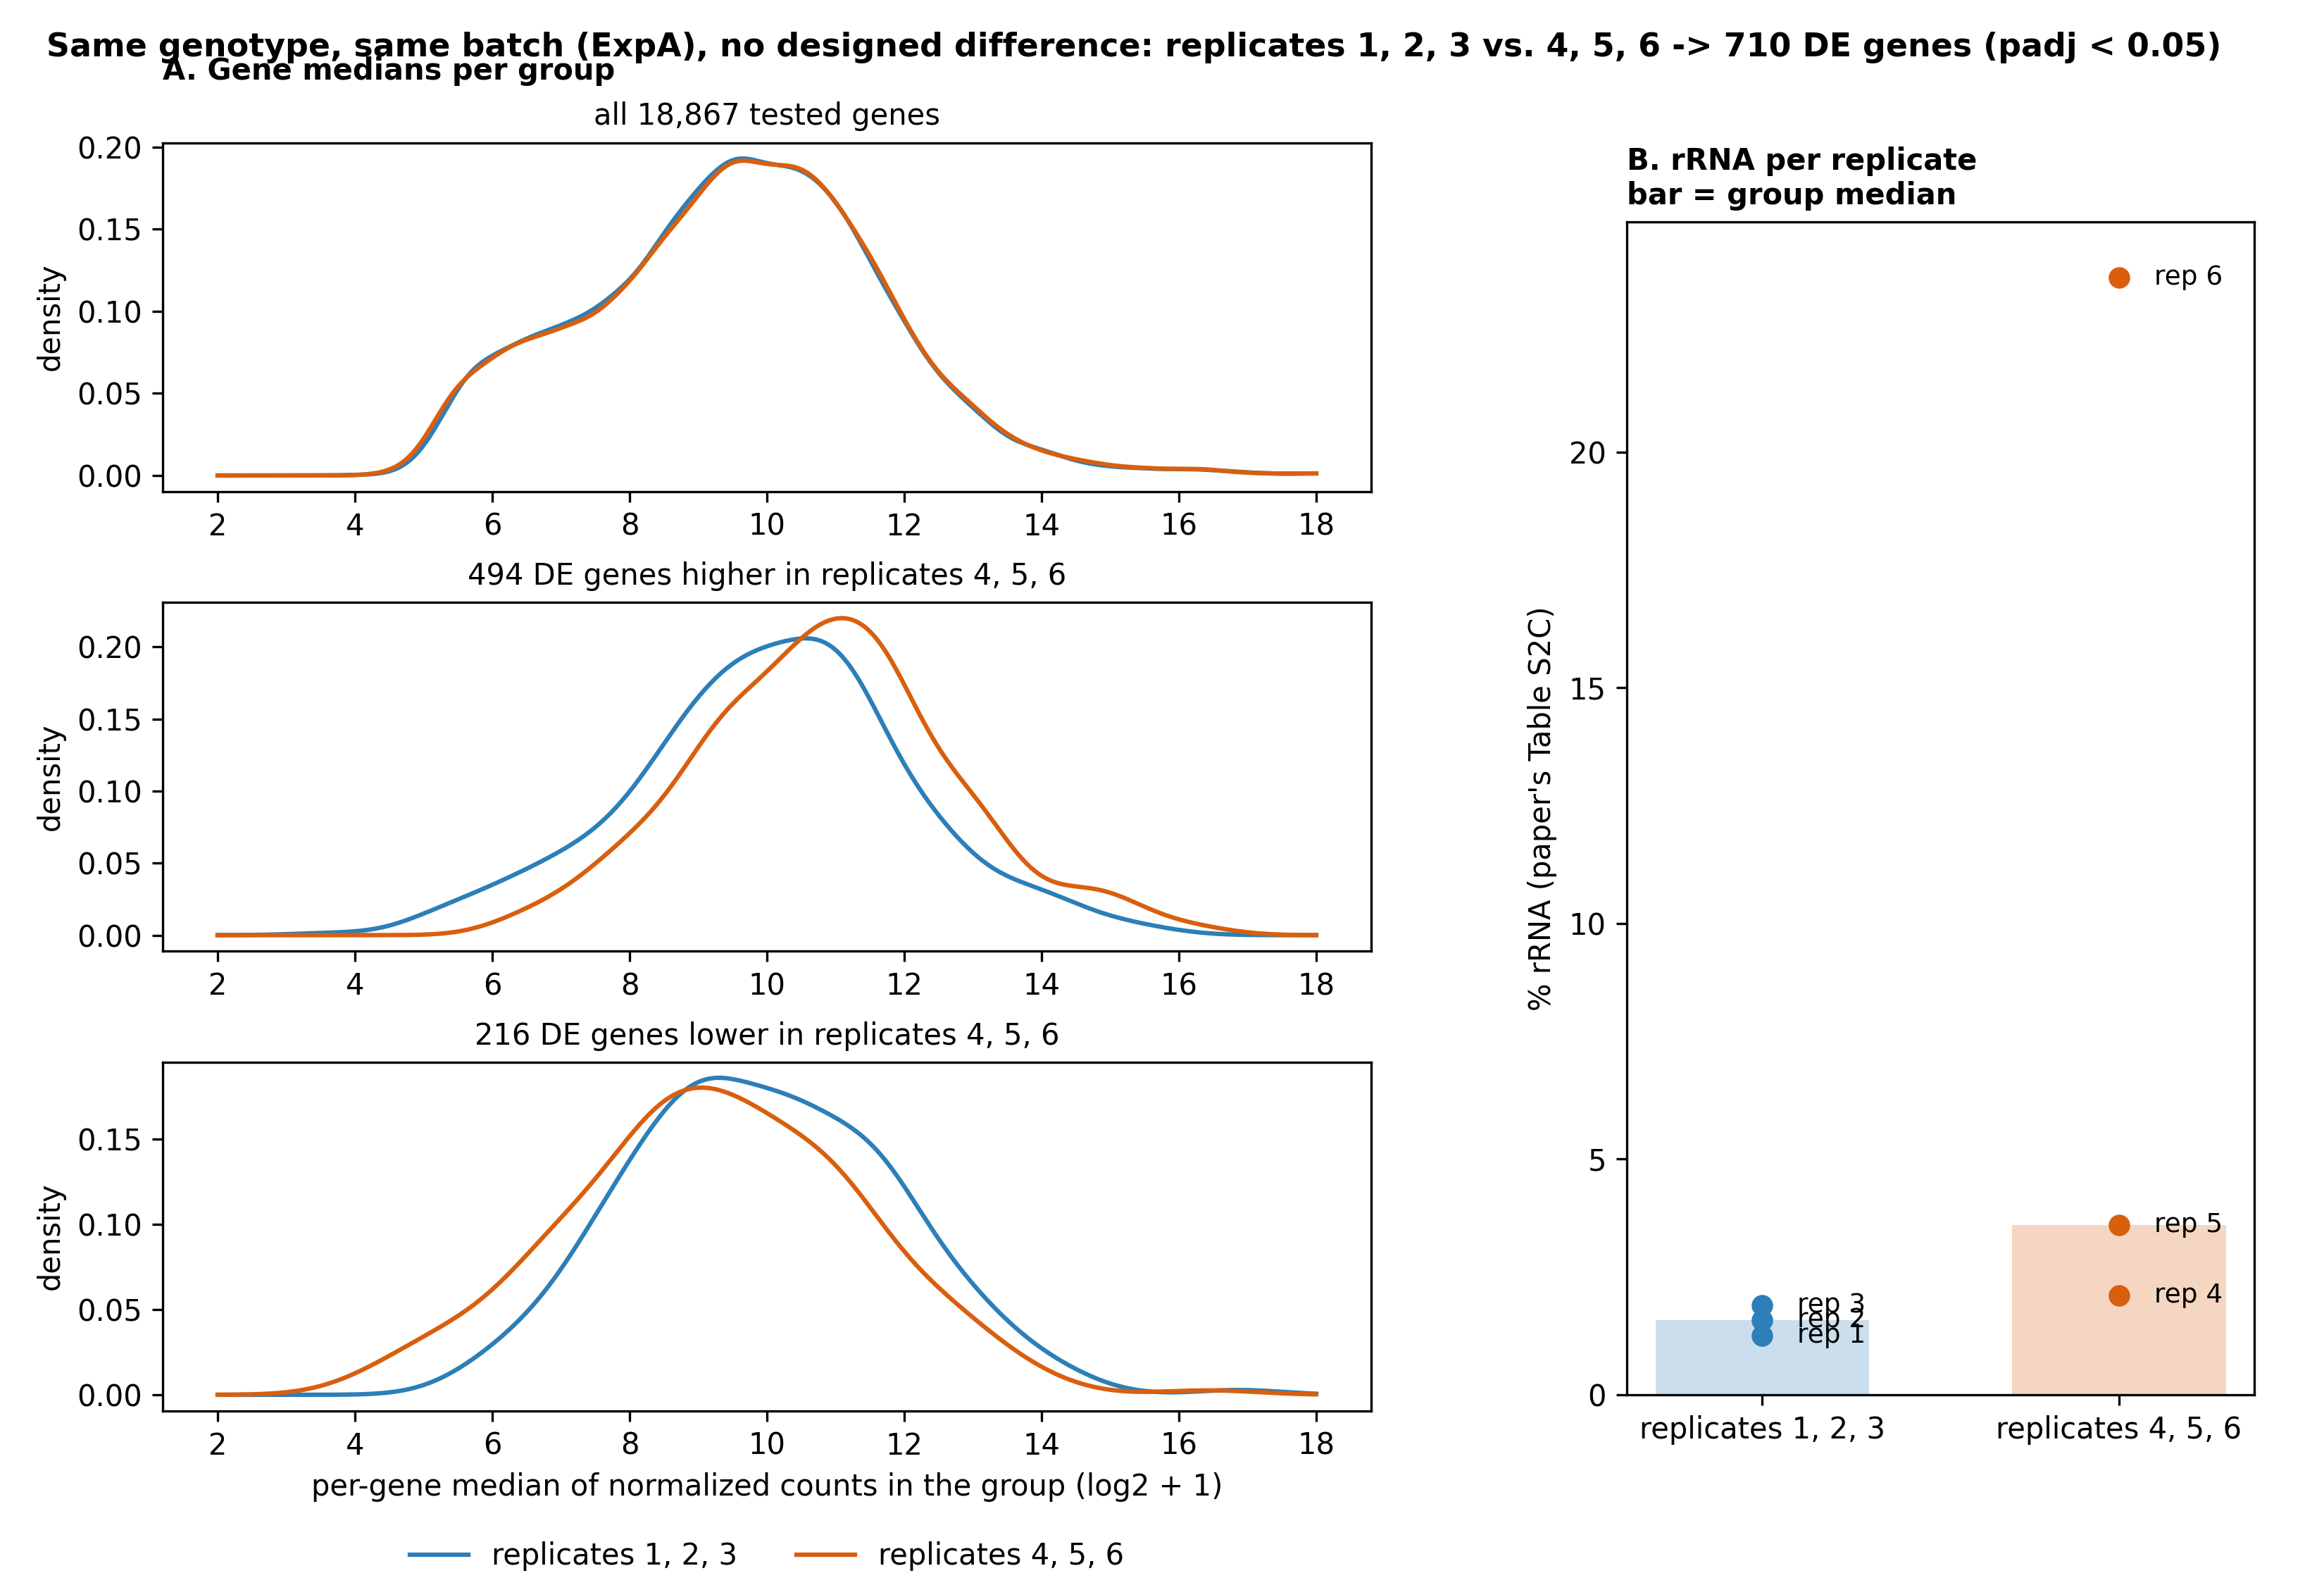 Same genotype, same batch (ExpA), no designed difference: replicates 1, 2, 3 vs. 4, 5, 6 -> 710 DE genes (padj < 0.05)
A. Gene medians per group
all 18,867 tested genes
density
0.20
0.15
0.10
0.05
0.00
2 4 6 8 10 12 14 16 18
494 DE genes higher in replicates 4, 5, 6
density
0.20
0.15
0.10
0.05
0.00
2 4 6 8 10 12 14 16 18
216 DE genes lower in replicates 4, 5, 6
density
0.15
0.10
0.05
0.00
2 4 6 8 10 12 14 16 18
per-gene median of normalized counts in the group (log2 + 1)
replicates 1, 2, 3 replicates 4, 5, 6
B. rRNA per replicate
bar = group median
% rRNA (paper's Table S2C)
20
15
10
5
0
rep 6
rep 5
rep 4
rep 3
rep 2
rep 1
replicates 1, 2, 3 replicates 4, 5, 6